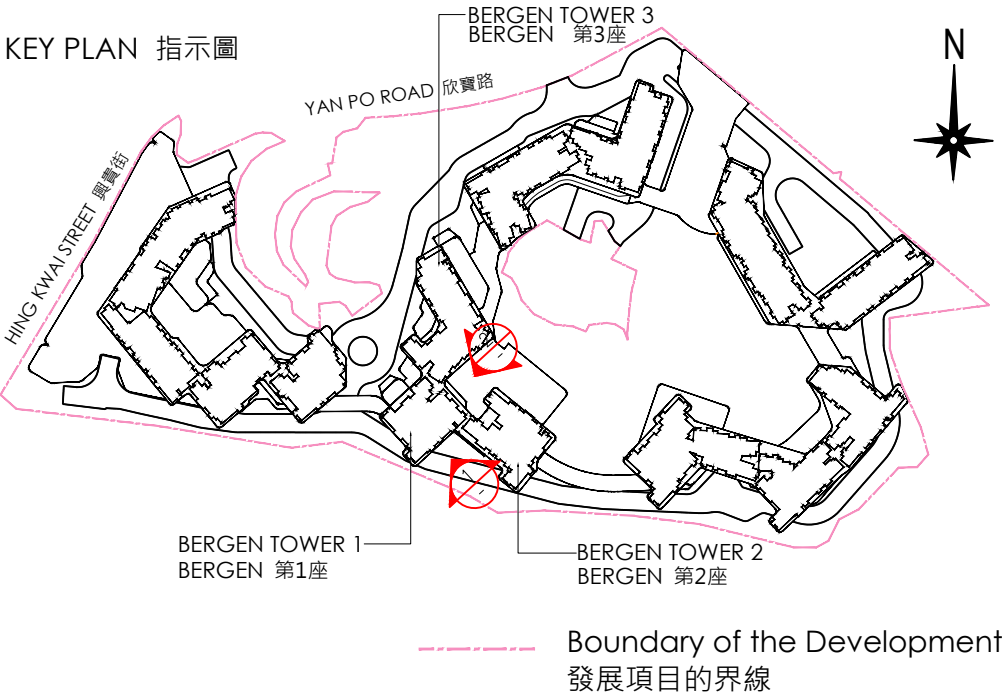 BERGEN TOWER 3
BERGEN 第3座
KEY PLAN 指示圖
N
YAN PO ROAD 欣寶路
HING KWAI STREET 興貴街
2
1
BERGEN TOWER 1
BERGEN 第1座
BERGEN TOWER 2
BERGEN 第2座
Boundary of the Development
發展項目的界線